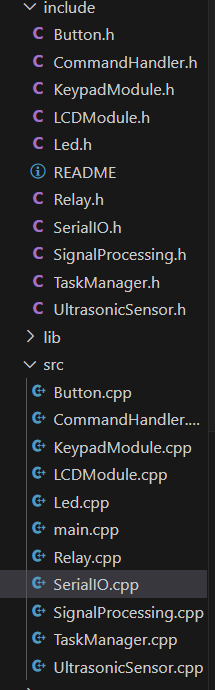 include
Button.h
CommandHandler.h
KeypadModule.h
LCDModule.h
Led.h
README
Relay.h
SerialIO.h
SignalProcessing.h
TaskManager.h
UltrasonicSensor.h
lib
src
Button.cpp
CommandHandler....
KeypadModule.cpp
LCDModule.cpp
Led.cpp
main.cpp
Relay.cpp
SerialIO.cpp
SignalProcessing.cpp
TaskManager.cpp
UltrasonicSensor.cpp